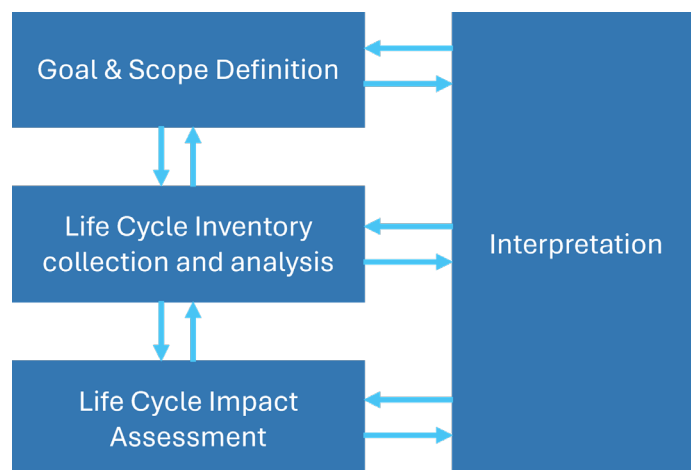 Goal & Scope Definition
Life Cycle Inventory
collection and analysis
Interpretation
Life Cycle Impact
Assessment